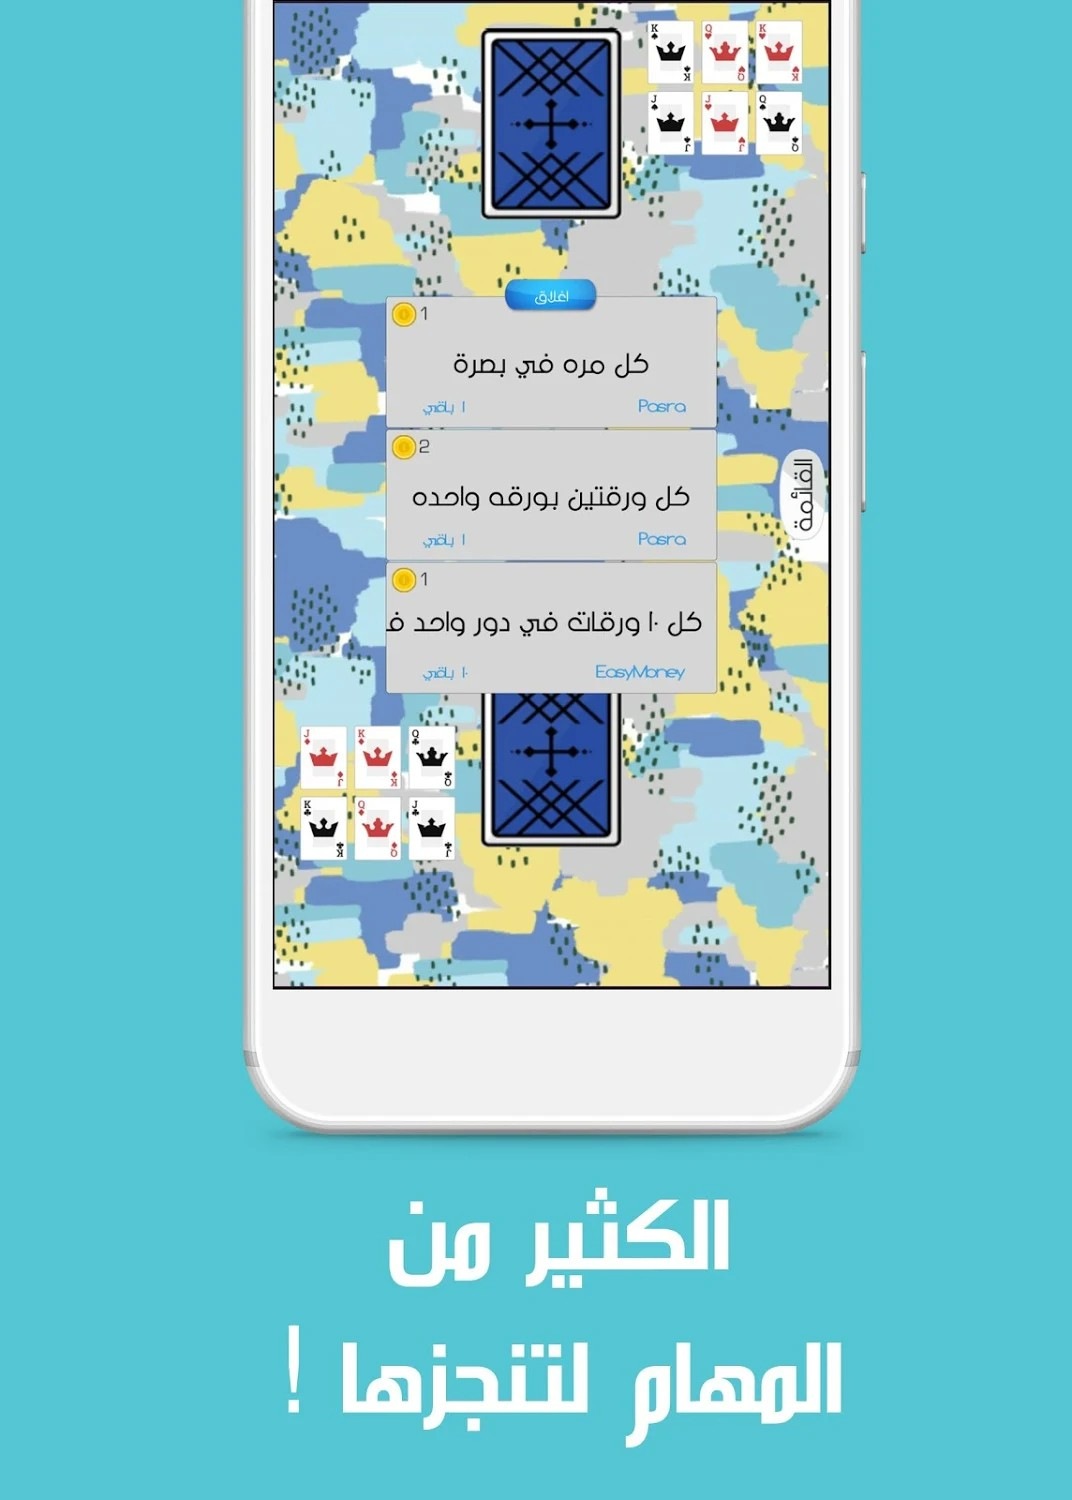 K Q K
J J Q
اغلاق
1
كل مره في بصرة
Pasra ١ باقي
2
كل ورقتين بورقه واحده
Pasra ١ باقي
1
كل ١٠ ورقات في دور واحد ف
EasyMoney ١٠ باقي
القائمة
J K Q
K Q J
الكثير من
المهام لتنجزها !